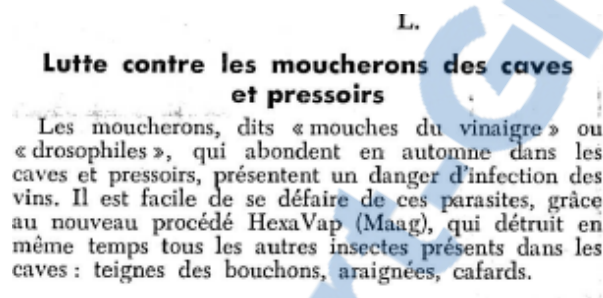 L.
Lutte contre les moucherons des caves
et pressoirs
Les moucherons, dits « mouches du vinaigre » ou
« drosophiles », qui abondent en automne dans les
caves et pressoirs, présentent un danger d'infection des
vins. Il est facile de se défaire de ces parasites, grâce
au nouveau procédé HexaVap (Maag), qui détruit en
même temps tous les autres insectes présents dans les
caves : teignes des bouchons, araignées, cafards.